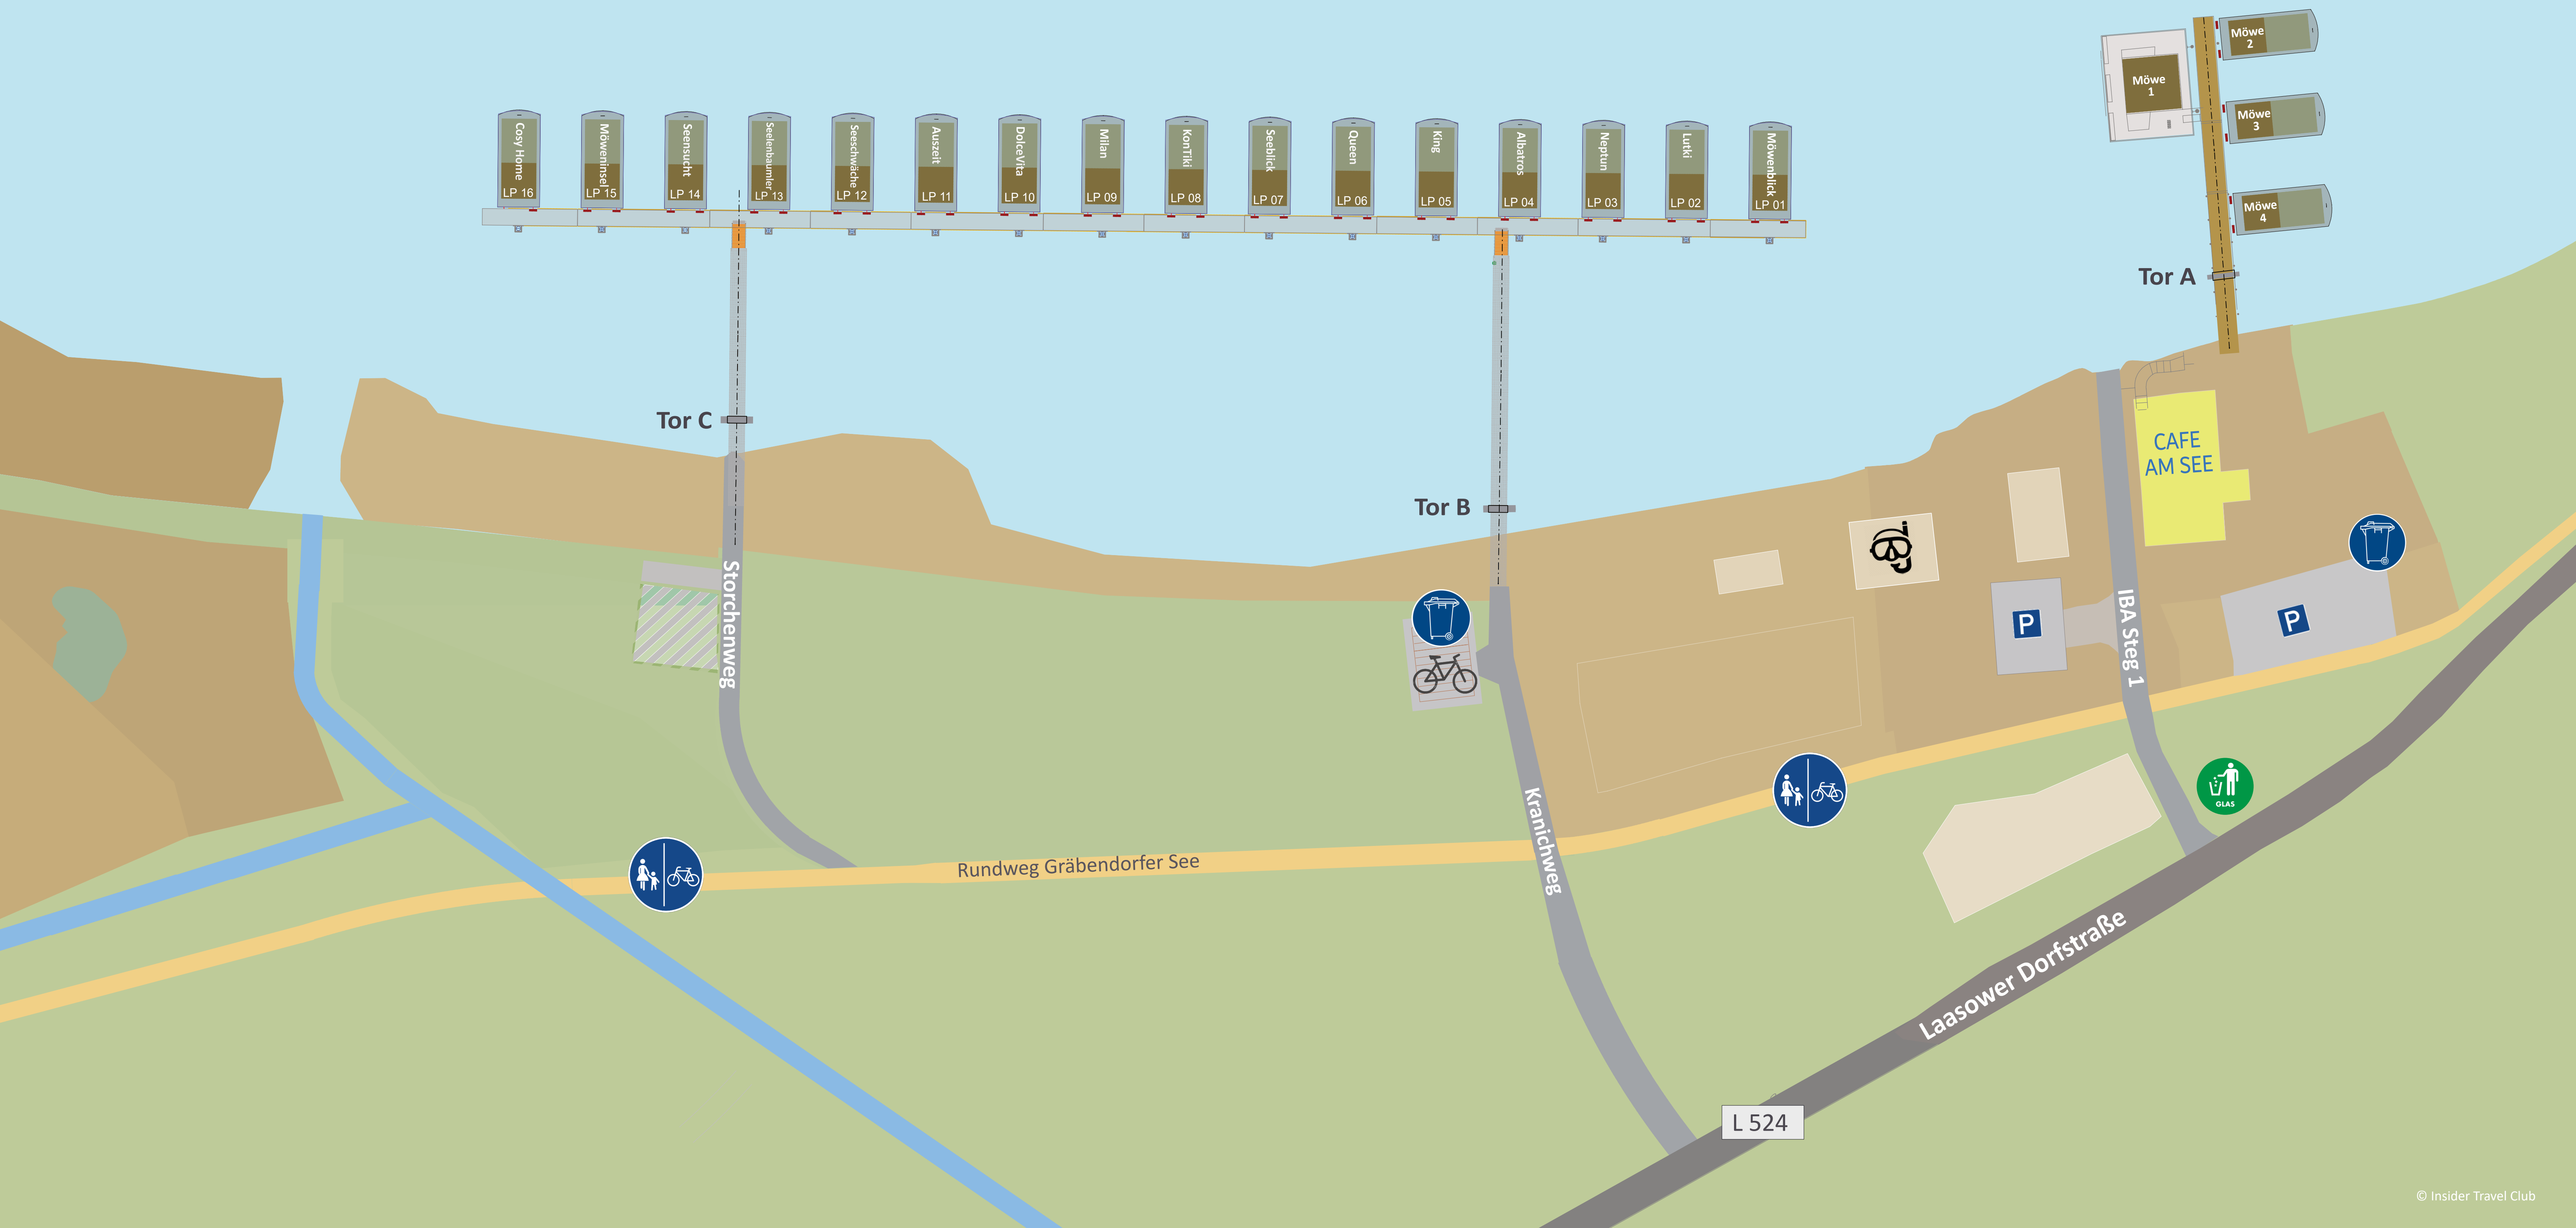 Möwe
2
Möwe
1
Möwe
3
Möwe
4
Cosy Home
LP 16
Möweninsel
LP 15
Seensucht
LP 14
Seelenbaumler
LP 13
Seeschwäche
LP 12
Auszeit
LP 11
DolceVita
LP 10
Milan
LP 09
KonTiki
LP 08
Seeblick
LP 07
Queen
LP 06
King
LP 05
Albatros
LP 04
Neptun
LP 03
Lutki
LP 02
Möwenblick
LP 01
Tor A
Tor C
Tor B
CAFE
AM SEE
Storchenweg
IBA Steg 1
P
P
GLAS
Kranichweg
Rundweg Gräbendorfer See
Laasower Dorfstraße
L 524
© Insider Travel Club